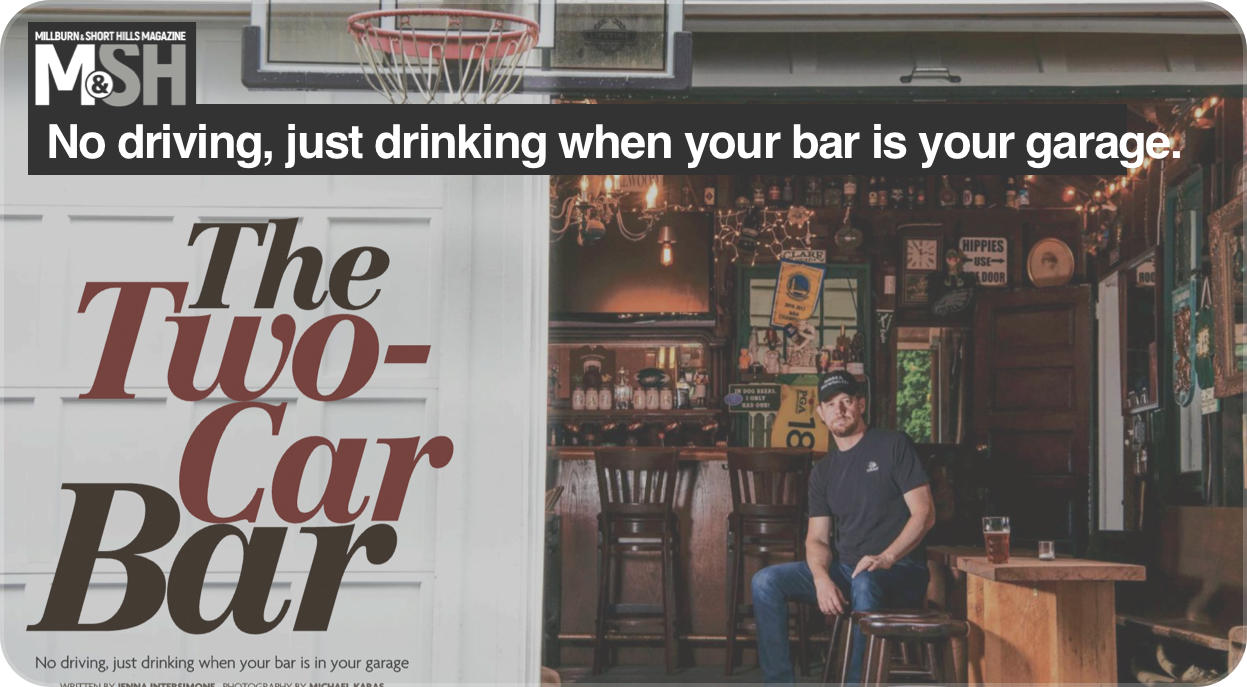 MILLBURN & SHORT HILLS MAGAZINE
M&SH
No driving, just drinking when your bar is your garage.
The
Two-
Car
Bar
No driving, just drinking when your bar is in your garage
WRITTEN BY JENNA INTERSIMONE PHOTOGRAPHY BY MICHAEL KARAS
LIFETIME
CLARE
HIPPIES
USE
DOOR
IN DOG BEERS,
I ONLY
HAD ONE!
PGA
18